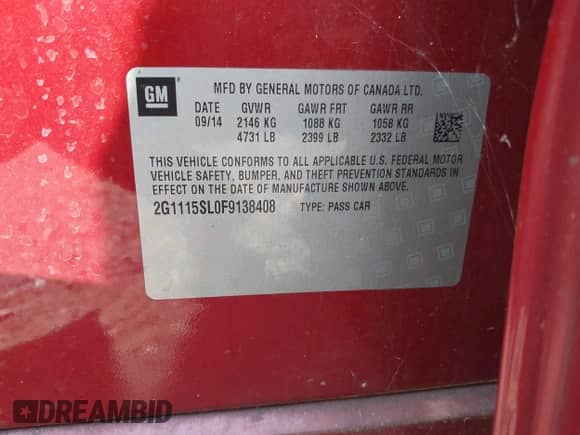 GM
MFD BY GENERAL MOTORS OF CANADA LTD.
DATE GVWR GAWR FRT GAWR RR
09/14 2146 KG 1088 KG 1058 KG
4731 LB 2399 LB 2332 LB
THIS VEHICLE CONFORMS TO ALL APPLICABLE U.S. FEDERAL MOTOR
VEHICLE SAFETY, BUMPER, AND THEFT PREVENTION STANDARDS IN
EFFECT ON THE DATE OF MANUFACTURE SHOWN ABOVE.
2G1115SL0F9138408 TYPE: PASS CAR
DREAMBID